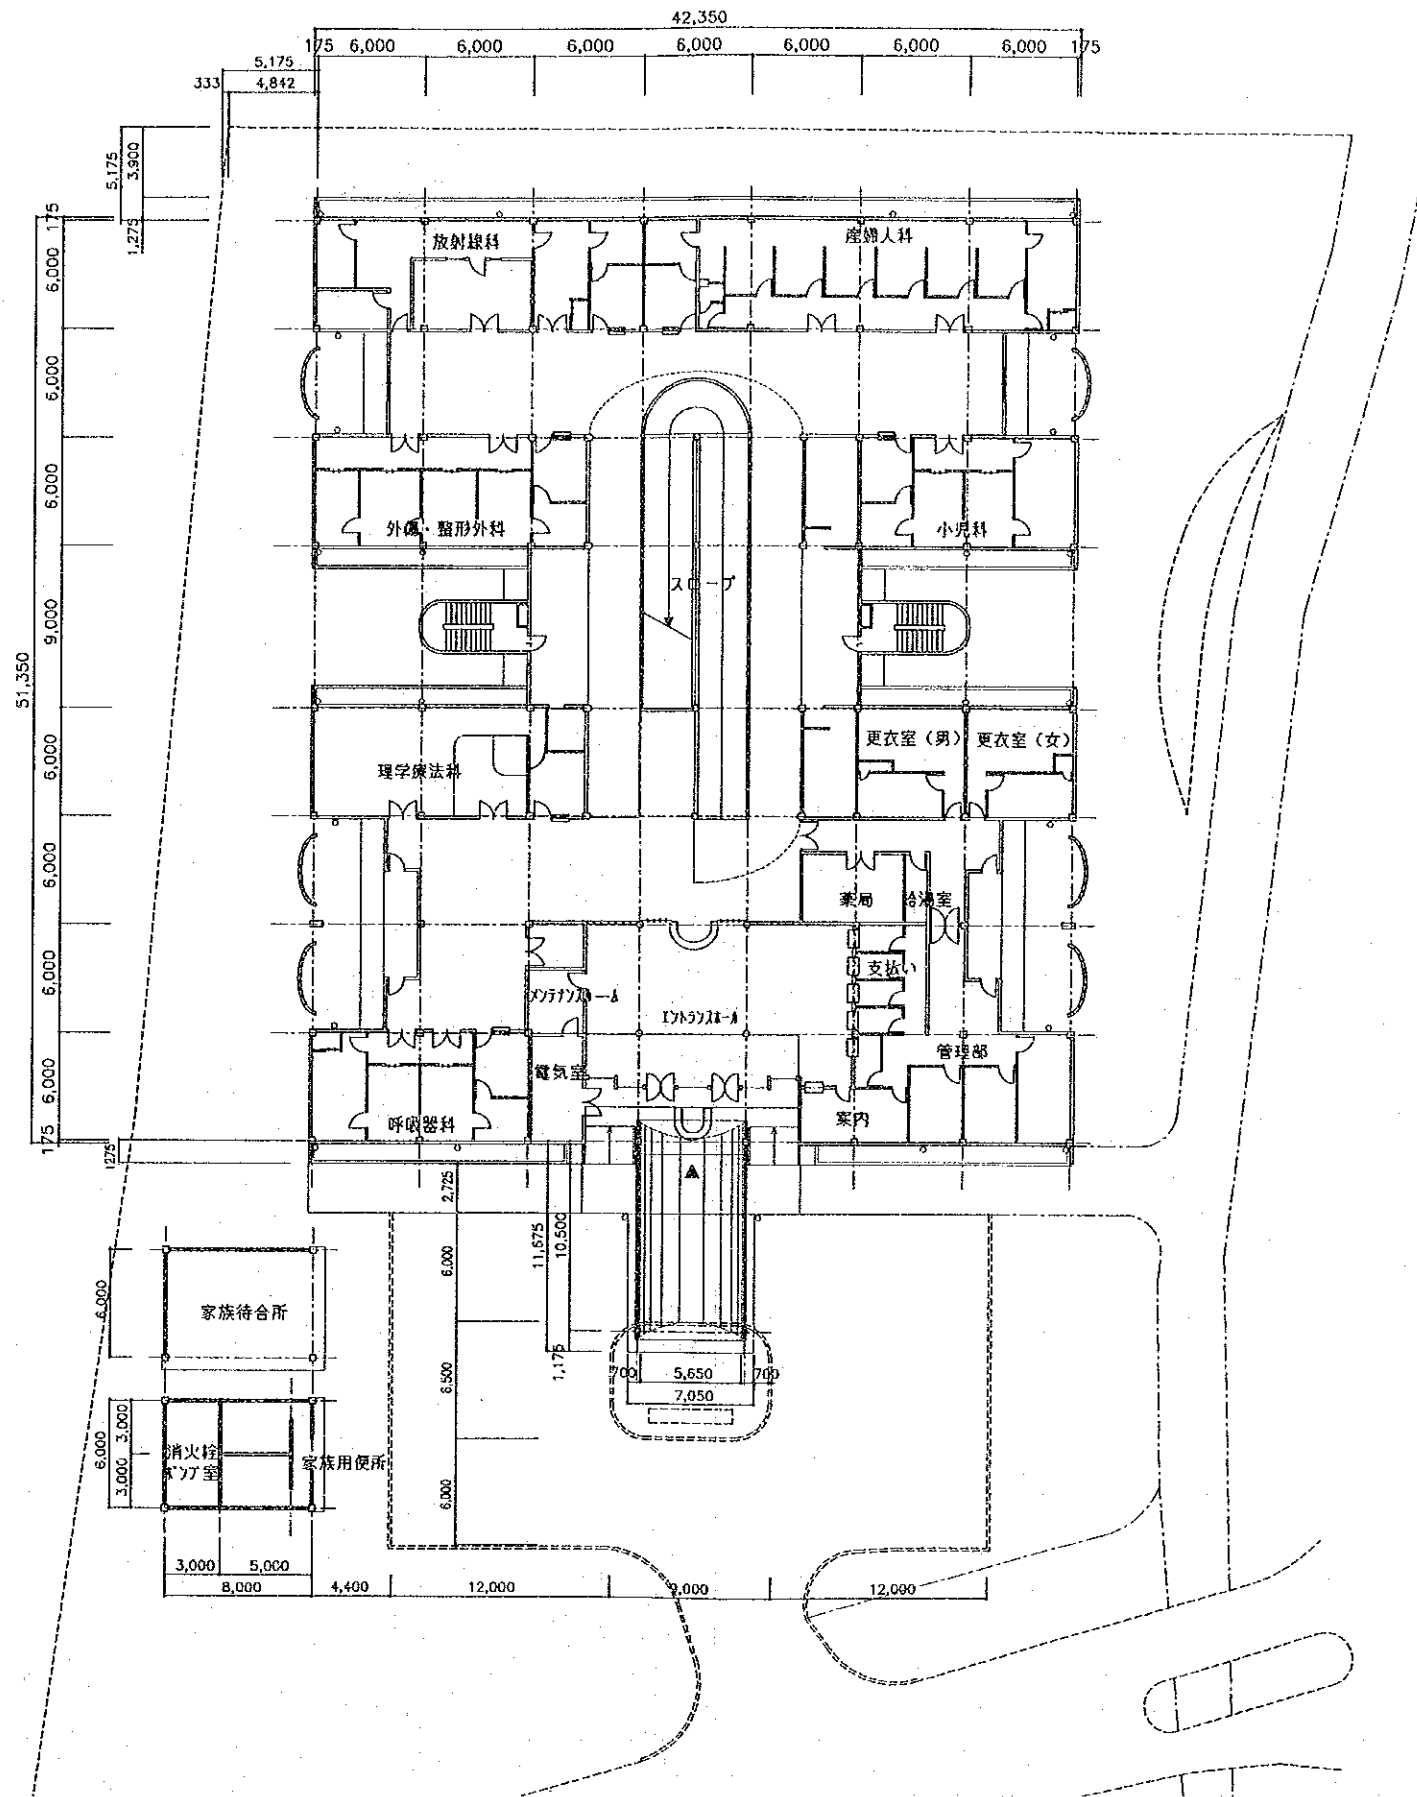 42,350
175 6,000 6,000 6,000 6,000 6,000 6,000 6,000 175
5,175
333 4,842
5,175
3,900
1,275
175
6,000
6,000
6,000
9,000
6,000
6,000
6,000
6,000
175
51,350
1275
放射線科
産婦人科
外傷・整形外科
小児科
スロープ
理学療法科
更衣室(男)
更衣室(女)
薬局
給湯室
支払い
メンテナンスルーム
エントランスホール
管理部
電気室
呼吸器科
案内
2,725
6,000
6,500
6,000
11,675
10,500
1,175
700 5,650 700
7,050
6,000
家族待合所
6,000
3,000
3,000
消火栓
ポンプ室
家族用便所
3,000 5,000
8,000 4,400 12,000 9,000 12,000